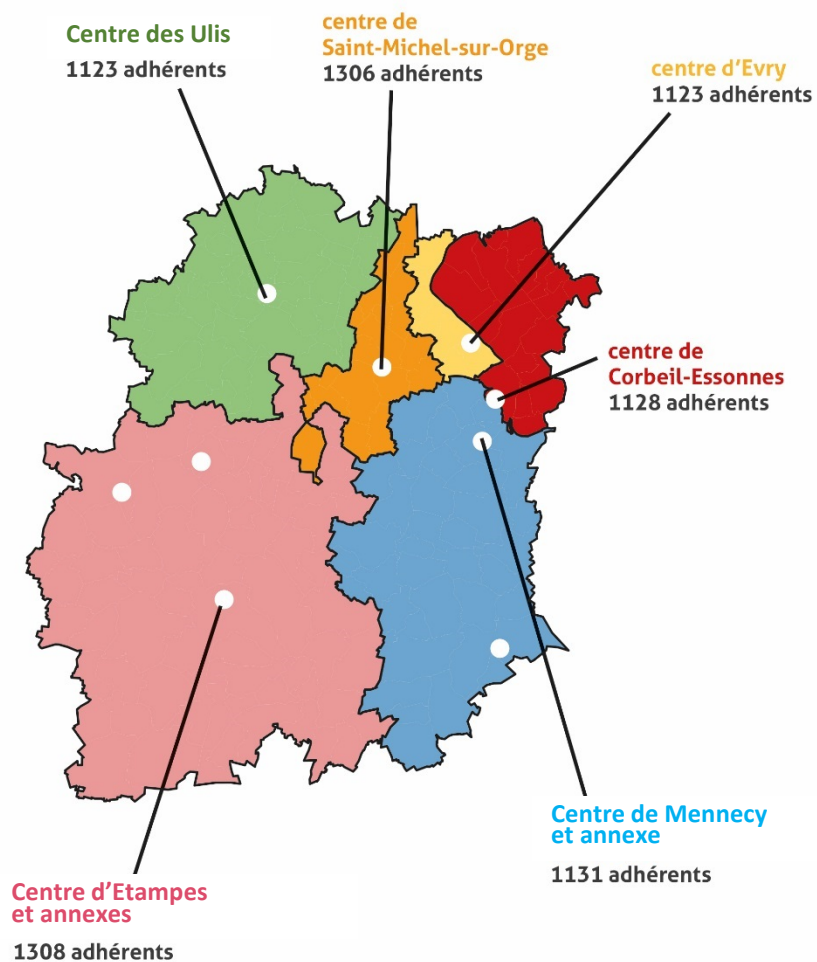 Centre des Ulis
1123 adhérents
centre de
Saint-Michel-sur-Orge
1306 adhérents
centre d'Evry
1123 adhérents
centre de
Corbeil-Essonnes
1128 adhérents
Centre de Mennecy
et annexe
1131 adhérents
Centre d'Etampes
et annexes
1308 adhérents